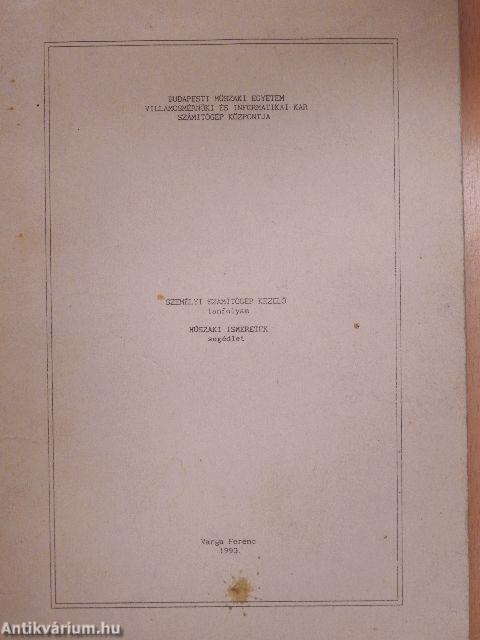 BUDAPESTI MŰSZAKI EGYETEM
VILLAMOSMÉRNÖKI ÉS INFORMATIKAI KAR
SZÁMÍTÓGÉP KÖZPONTJA
SZEMÉLYI SZÁMÍTÓGÉP KEZELŐ
tanfolyam
MŰSZAKI ISMERETEK
segédlet
Varga Ferenc
1993.
Antikvárium.hu